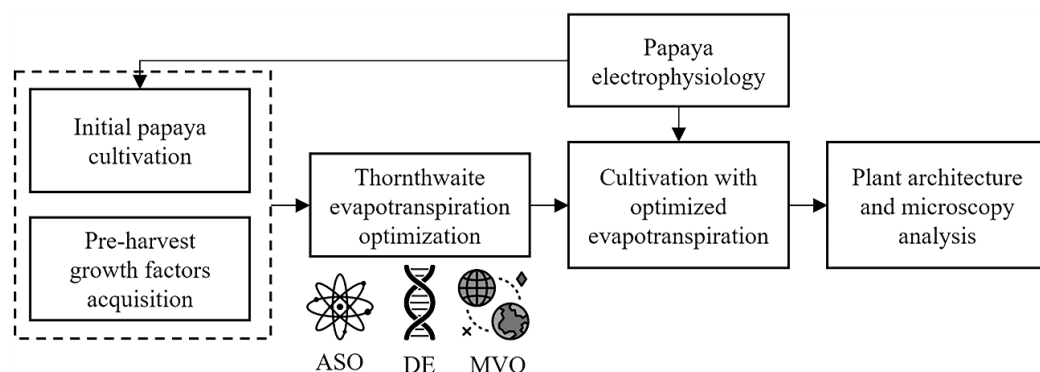 Papaya
electrophysiology
Initial papaya
cultivation
Pre-harvest
growth factors
acquisition
Thornthwaite
evapotranspiration
optimization
ASO
DE
MVO
Cultivation with
optimized
evapotranspiration
Plant architecture
and microscopy
analysis